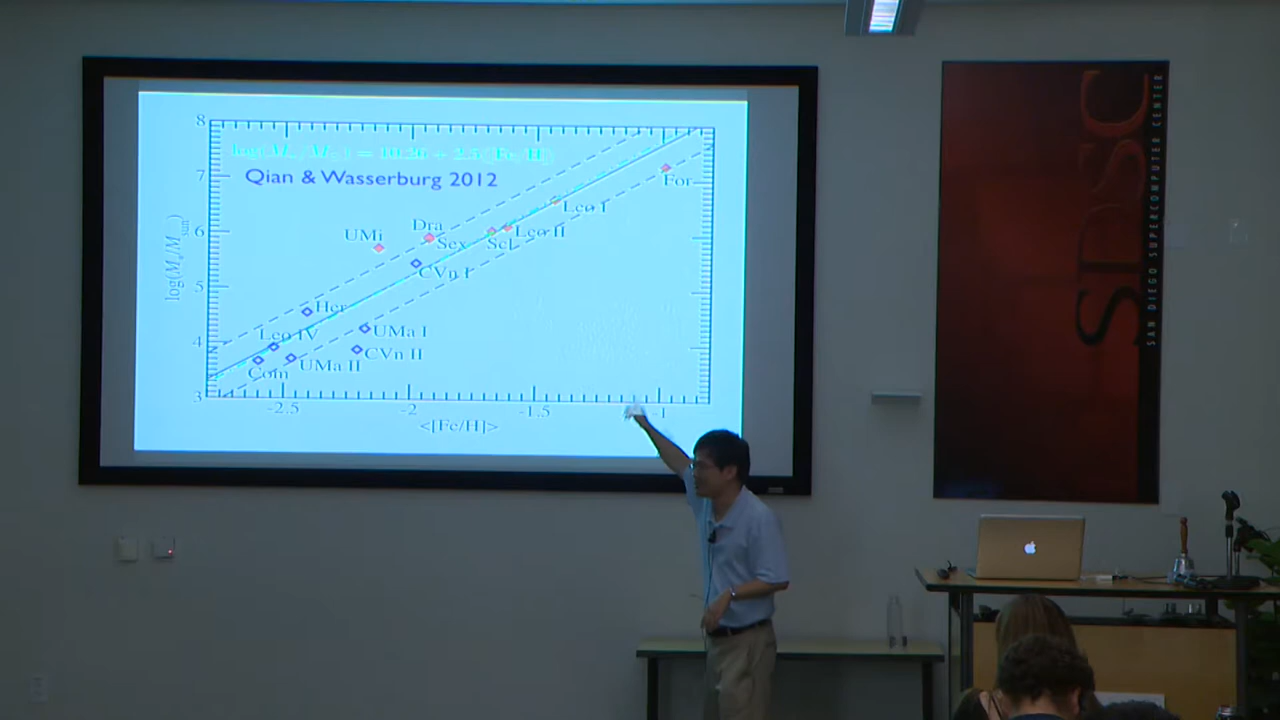 log(M*/Msun) = 10.26 + 2.5⟨[Fe/H]⟩
Qian & Wasserburg 2012
8
7
6
5
4
3
log(M*/Msun)
For
Leo I
Dra
UMi
Sex
Scl
Leo II
CVn I
Her
Leo IV
UMa I
CVn II
UMa II
Com
-2.5
-2
-1.5
-1
<[Fe/H]>
SDSC
SAN DIEGO SUPERCOMPUTER CENTER